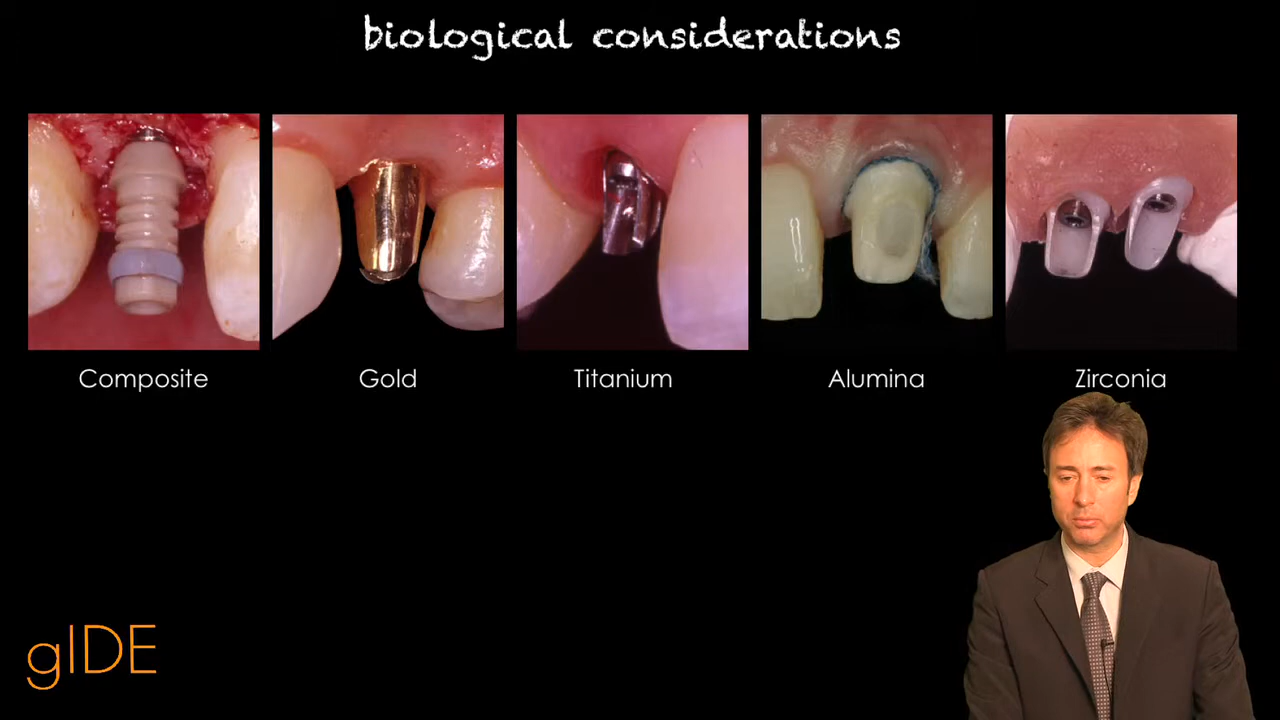 biological considerations
Composite
Gold
Titanium
Alumina
Zirconia
gIDE